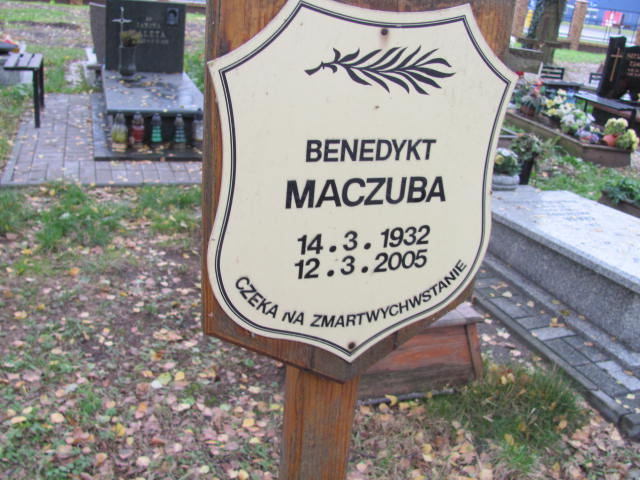 BENEDYKT
MACZUBA
14.3.1932
12.3.2005
CZEKA NA ZMARTWYCHWSTANIE